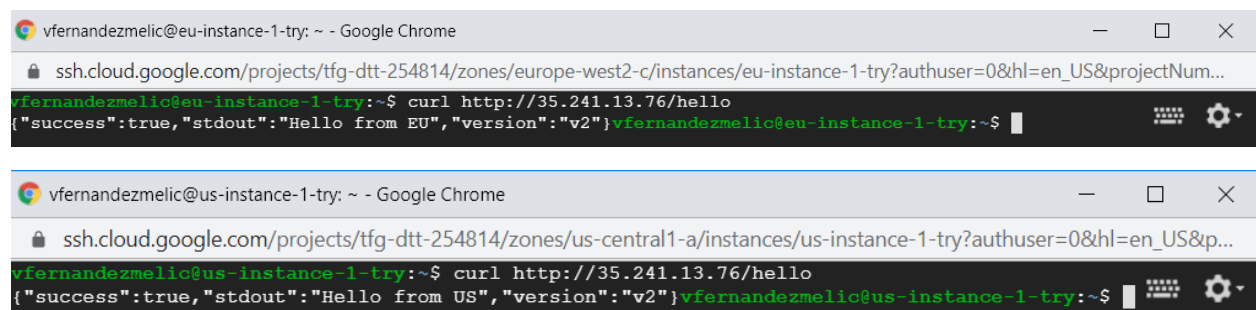 vfernandezmelic@eu-instance-1-try: ~ - Google Chrome
ssh.cloud.google.com/projects/tfg-dtt-254814/zones/europe-west2-c/instances/eu-instance-1-try?authuser=0&hl=en_US&projectNum...
vfernandezmelic@eu-instance-1-try:~$ curl http://35.241.13.76/hello
{"success":true,"stdout":"Hello from EU","version":"v2"}vfernandezmelic@eu-instance-1-try:~$
vfernandezmelic@us-instance-1-try: ~ - Google Chrome
ssh.cloud.google.com/projects/tfg-dtt-254814/zones/us-central1-a/instances/us-instance-1-try?authuser=0&hl=en_US&p...
vfernandezmelic@us-instance-1-try:~$ curl http://35.241.13.76/hello
{"success":true,"stdout":"Hello from US","version":"v2"}vfernandezmelic@us-instance-1-try:~$